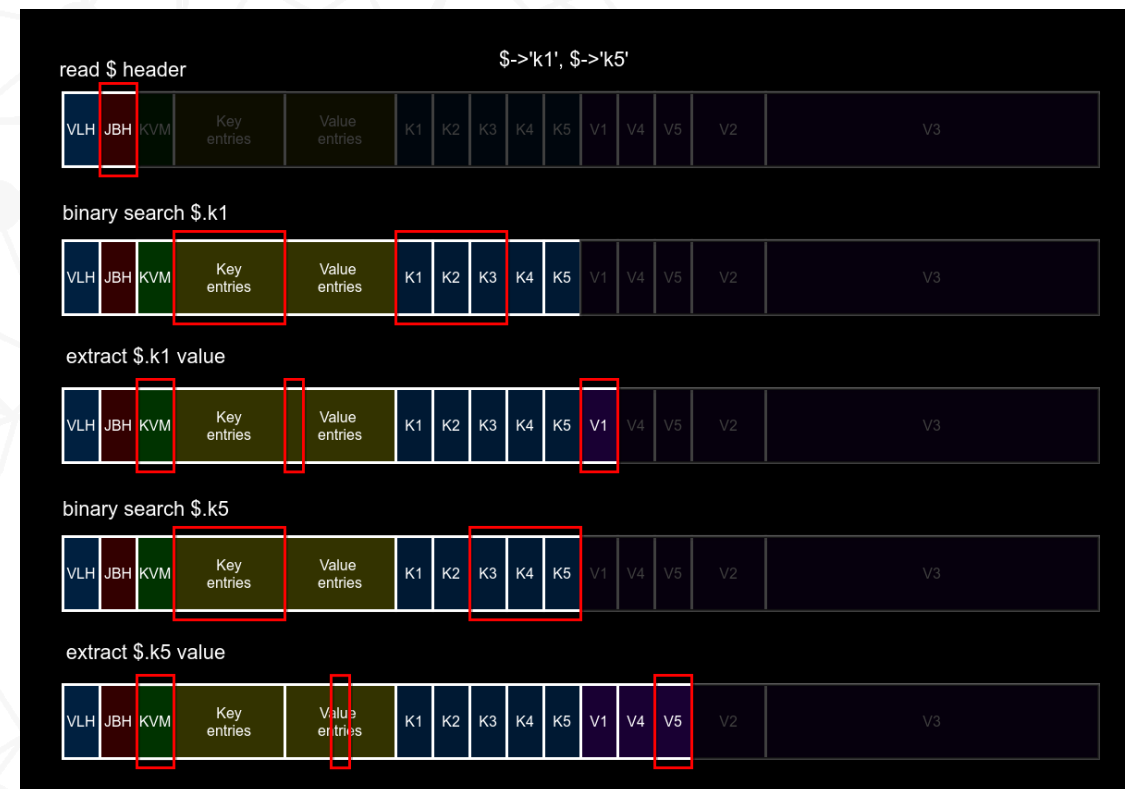 $->'k1', $->'k5'
read $ header
VLH JBH KVM Key entries Value entries K1 K2 K3 K4 K5 V1 V4 V5 V2 V3
binary search $.k1
VLH JBH KVM Key entries Value entries K1 K2 K3 K4 K5 V1 V4 V5 V2 V3
extract $.k1 value
VLH JBH KVM Key entries Value entries K1 K2 K3 K4 K5 V1 V4 V5 V2 V3
binary search $.k5
VLH JBH KVM Key entries Value entries K1 K2 K3 K4 K5 V1 V4 V5 V2 V3
extract $.k5 value
VLH JBH KVM Key entries Value entries K1 K2 K3 K4 K5 V1 V4 V5 V2 V3